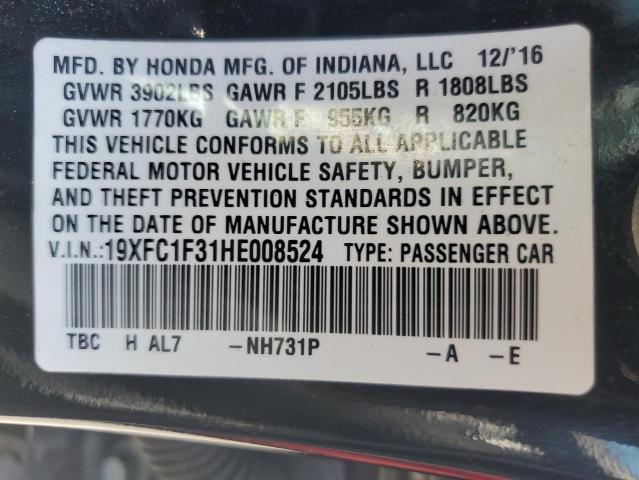 MFD. BY HONDA MFG. OF INDIANA, LLC 12/'16
GVWR 3902LBS GAWR F 2105LBS R 1808LBS
GVWR 1770KG GAWR F 955KG R 820KG
THIS VEHICLE CONFORMS TO ALL APPLICABLE
FEDERAL MOTOR VEHICLE SAFETY, BUMPER,
AND THEFT PREVENTION STANDARDS IN EFFECT
ON THE DATE OF MANUFACTURE SHOWN ABOVE.
V.I.N.:19XFC1F31HE008524 TYPE: PASSENGER CAR
TBC H AL7 -NH731P -A -E